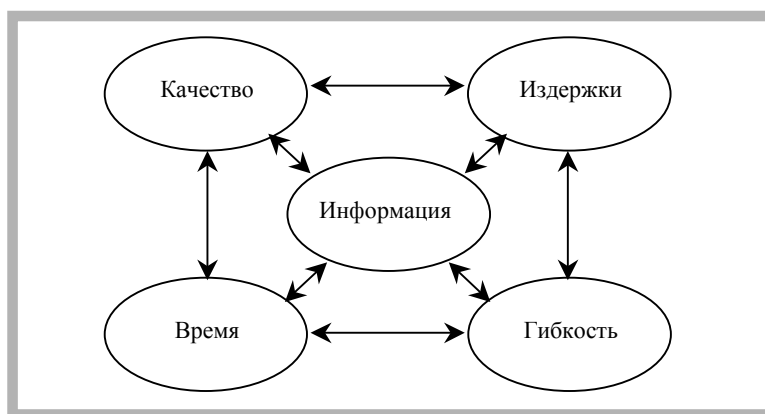 Качество
Издержки
Информация
Время
Гибкость